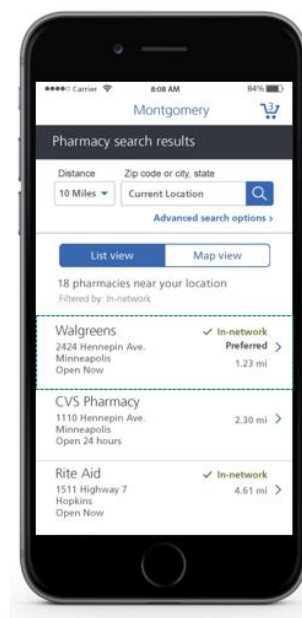 Carrier 8:08 AM 84%
Montgomery 3
Pharmacy search results
Distance Zip code or city, state
10 Miles Current Location
Advanced search options >
List view Map view
18 pharmacies near your location
Filtered by: In-network
Walgreens ✓ In-network
2424 Hennepin Ave. Preferred
Minneapolis 1.23 mi
Open Now
CVS Pharmacy
1110 Hennepin Ave. 2.30 mi
Minneapolis
Open 24 hours
Rite Aid ✓ In-network
1511 Highway 7 4.61 mi
Hopkins
Open Now